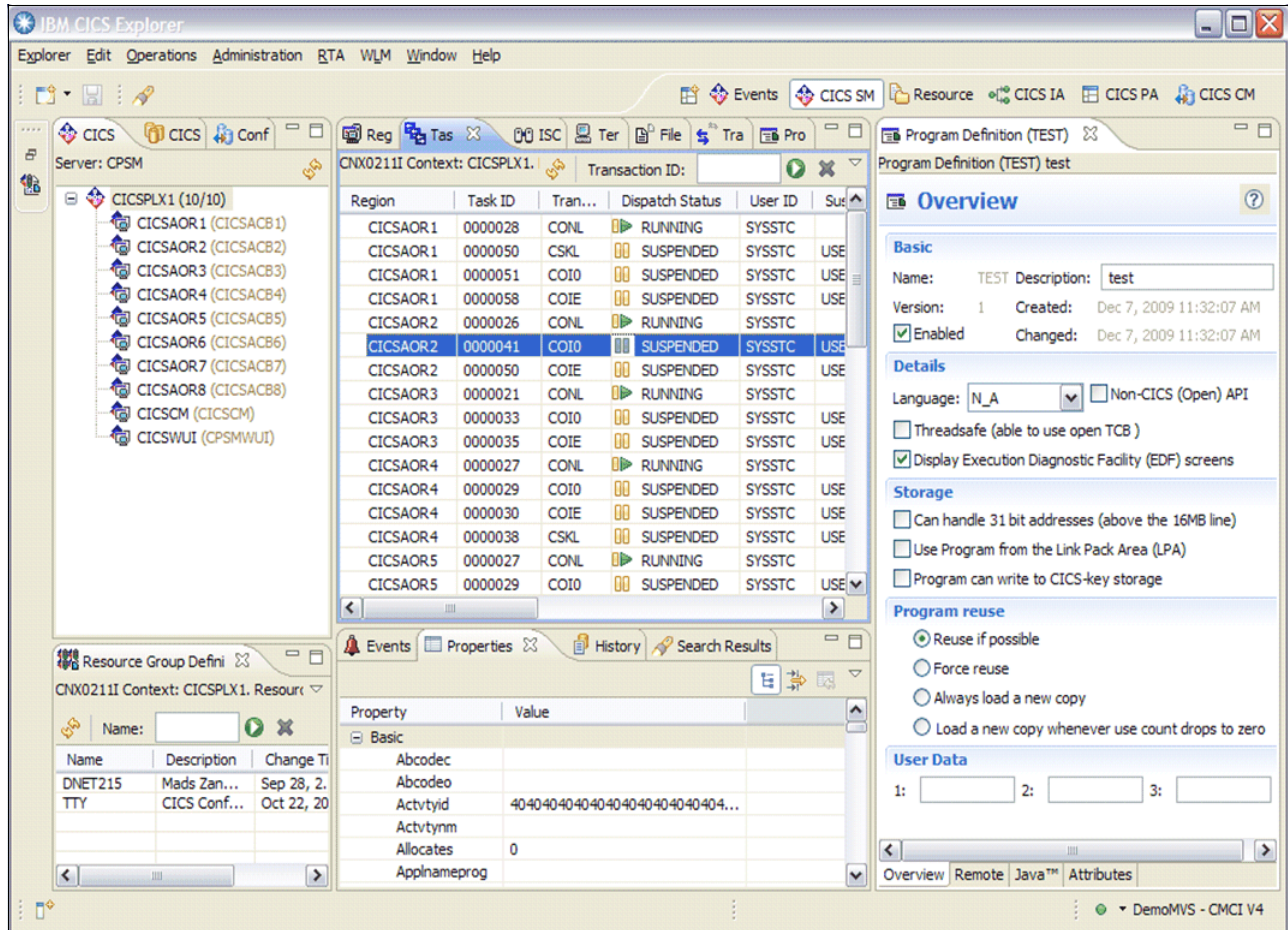 IBM CICS Explorer
Explorer Edit Operations Administration RTA WLM Window Help
Events CICS SM Resource CICS IA CICS PA CICS CM
CICS CICS Conf
Server: CPSM
CICSPLX1 (10/10)
CICSAOR1 (CICSACB1)
CICSAOR2 (CICSACB2)
CICSAOR3 (CICSACB3)
CICSAOR4 (CICSACB4)
CICSAOR5 (CICSACB5)
CICSAOR6 (CICSACB6)
CICSAOR7 (CICSACB7)
CICSAOR8 (CICSACB8)
CICSCM (CICSCM)
CICSWUI (CPSMWUI)
Resource Group Defini
CNX0211I Context: CICSPLX1. Resourc
Name:
Name Description Change Ti
DNET215 Mads Zan... Sep 28, 2.
TTY CICS Conf... Oct 22, 20
Reg Tas ISC Ter File Tra Pro
CNX0211I Context: CICSPLX1. Transaction ID:
Region Task ID Tran... Dispatch Status User ID Sus
CICSAOR1 0000028 CONL RUNNING SYSSTC
CICSAOR1 0000050 CSKL SUSPENDED SYSSTC USE
CICSAOR1 0000051 COI0 SUSPENDED SYSSTC USE
CICSAOR1 0000058 COIE SUSPENDED SYSSTC USE
CICSAOR2 0000026 CONL RUNNING SYSSTC
CICSAOR2 0000041 COI0 SUSPENDED SYSSTC USE
CICSAOR2 0000050 COIE SUSPENDED SYSSTC USE
CICSAOR3 0000021 CONL RUNNING SYSSTC
CICSAOR3 0000033 COI0 SUSPENDED SYSSTC USE
CICSAOR3 0000035 COIE SUSPENDED SYSSTC USE
CICSAOR4 0000027 CONL RUNNING SYSSTC
CICSAOR4 0000029 COI0 SUSPENDED SYSSTC USE
CICSAOR4 0000030 COIE SUSPENDED SYSSTC USE
CICSAOR4 0000038 CSKL SUSPENDED SYSSTC USE
CICSAOR5 0000027 CONL RUNNING SYSSTC
CICSAOR5 0000029 COI0 SUSPENDED SYSSTC USE
Events Properties History Search Results
Property Value
Basic
Abcodec
Abcodeo
Actvtyid 40404040404040404040404040404...
Actvtynm
Allocates 0
Applnameprog
Program Definition (TEST)
Program Definition (TEST) test
Overview
Basic
Name: TEST Description: test
Version: 1 Created: Dec 7, 2009 11:32:07 AM
Enabled Changed: Dec 7, 2009 11:32:07 AM
Details
Language: N_A Non-CICS (Open) API
Threadsafe (able to use open TCB )
Display Execution Diagnostic Facility (EDF) screens
Storage
Can handle 31 bit addresses (above the 16MB line)
Use Program from the Link Pack Area (LPA)
Program can write to CICS-key storage
Program reuse
Reuse if possible
Force reuse
Always load a new copy
Load a new copy whenever use count drops to zero
User Data
1: 2: 3:
Overview Remote Java™ Attributes
DemoMVS - CMCI V4